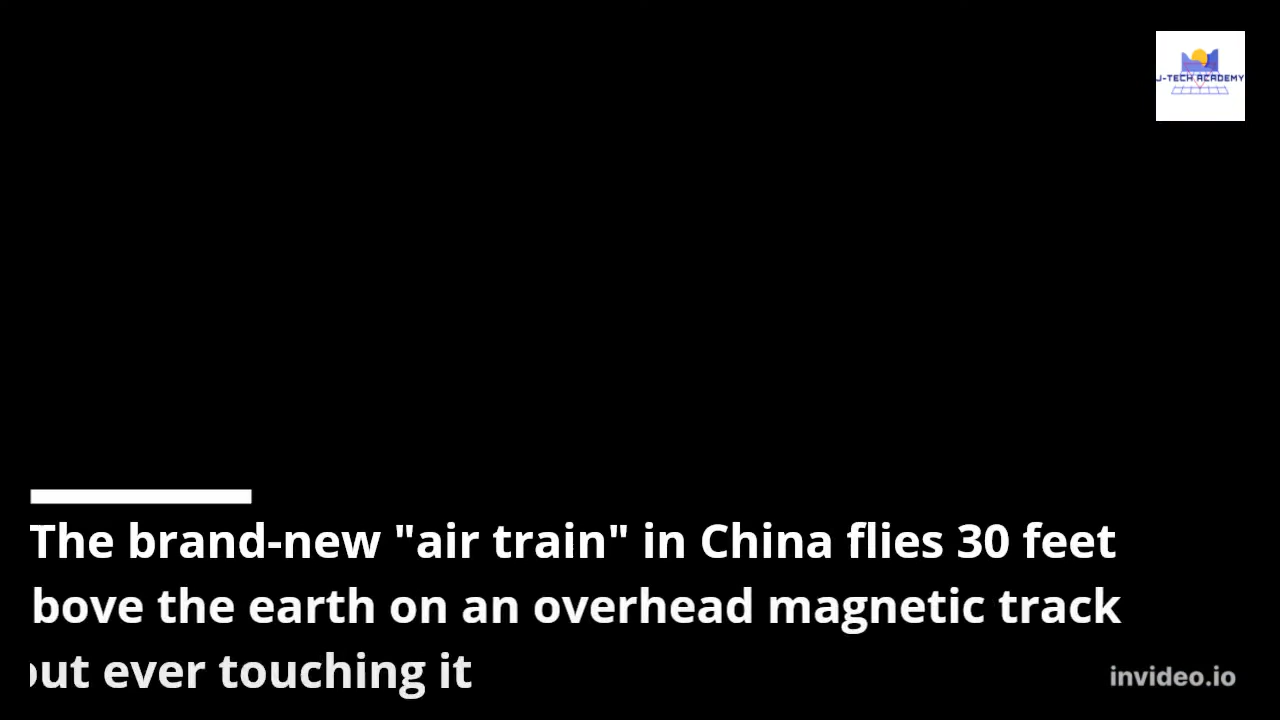 J-TECH ACADEMY
The brand-new "air train" in China flies 30 feet
bove the earth on an overhead magnetic track
out ever touching it
invideo.io